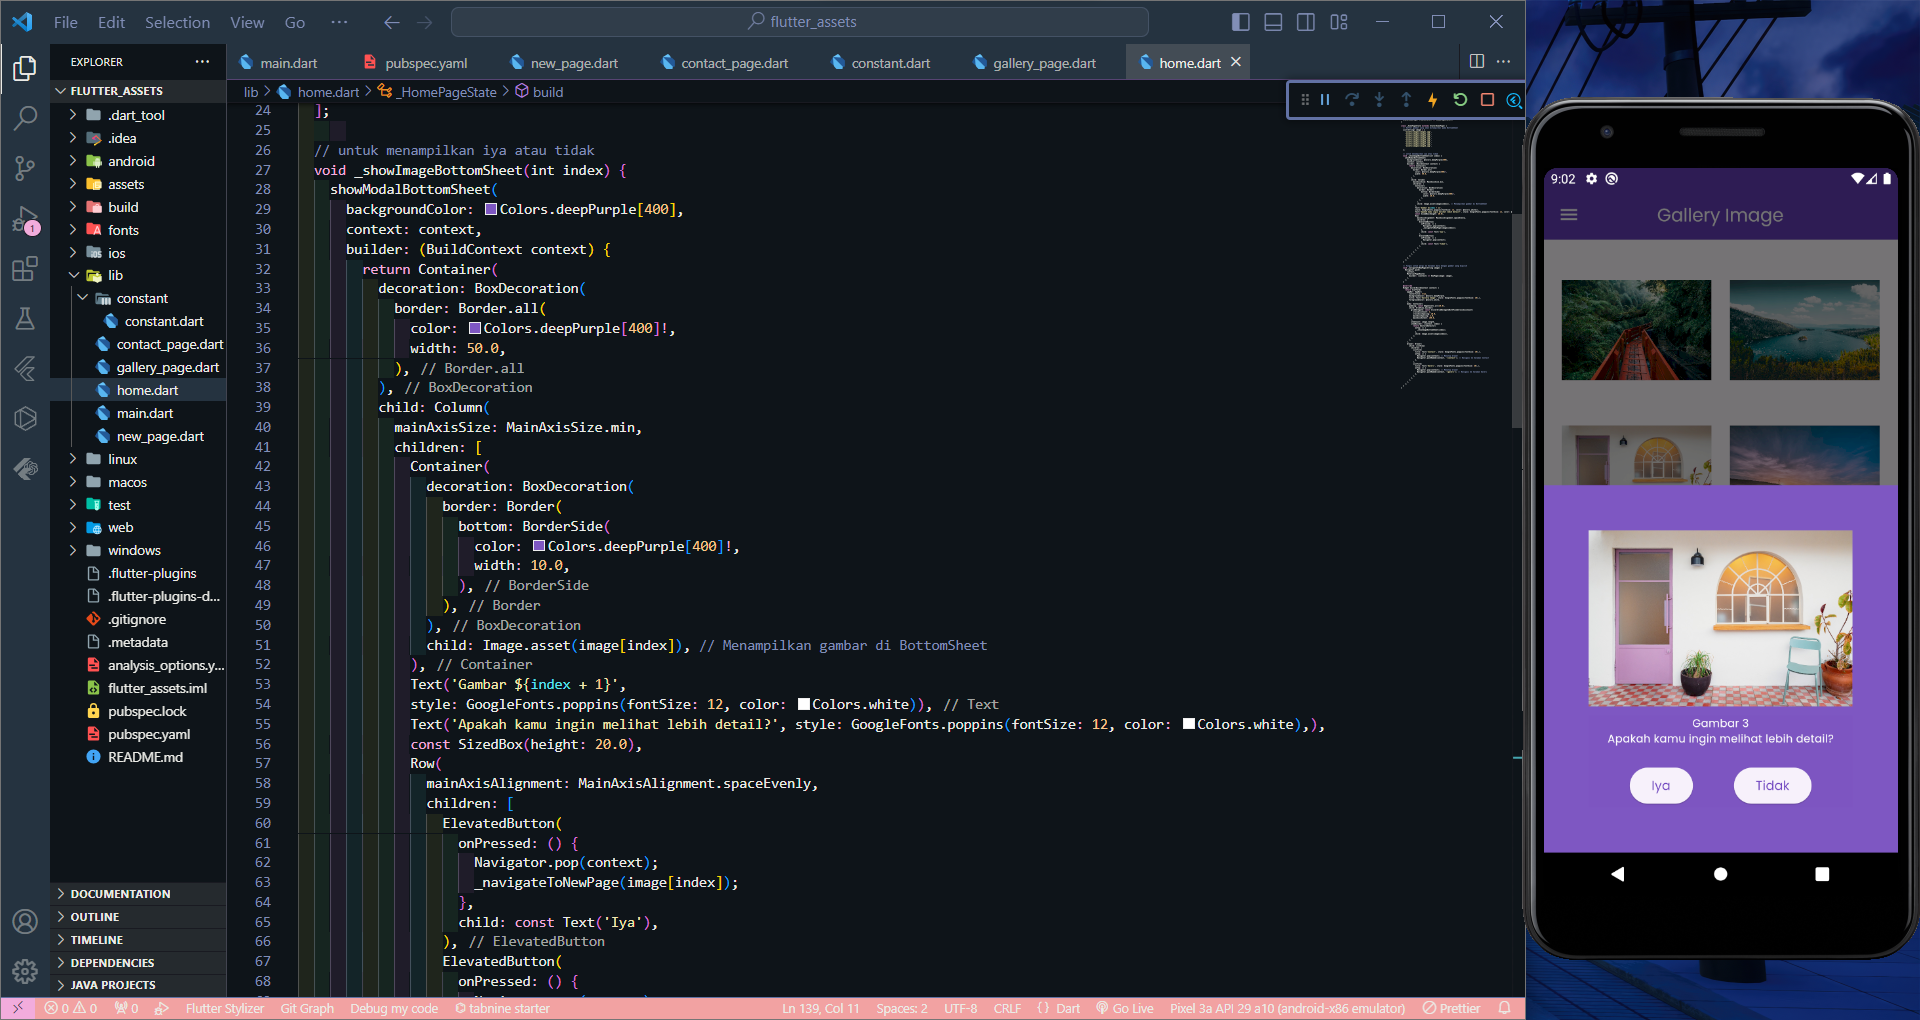 File Edit Selection View Go ···
flutter_assets
EXPLORER ···
FLUTTER_ASSETS
.dart_tool
.idea
android
assets
build
fonts
ios
lib
constant
constant.dart
contact_page.dart
gallery_page.dart
home.dart
main.dart
new_page.dart
linux
macos
test
web
windows
.flutter-plugins
.flutter-plugins-d...
.gitignore
.metadata
analysis_options.y...
flutter_assets.iml
pubspec.lock
pubspec.yaml
README.md
DOCUMENTATION
OUTLINE
TIMELINE
DEPENDENCIES
JAVA PROJECTS
1
main.dart pubspec.yaml new_page.dart contact_page.dart constant.dart gallery_page.dart home.dart
lib > home.dart > _HomePageState > build
24 ];
25
26 // untuk menampilkan iya atau tidak
27 void _showImageBottomSheet(int index) {
28 showModalBottomSheet(
29 backgroundColor: Colors.deepPurple[400],
30 context: context,
31 builder: (BuildContext context) {
32 return Container(
33 decoration: BoxDecoration(
34 border: Border.all(
35 color: Colors.deepPurple[400]!,
36 width: 50.0,
37 ), // Border.all
38 ), // BoxDecoration
39 child: Column(
40 mainAxisSize: MainAxisSize.min,
41 children: [
42 Container(
43 decoration: BoxDecoration(
44 border: Border(
45 bottom: BorderSide(
46 color: Colors.deepPurple[400]!,
47 width: 10.0,
48 ), // BorderSide
49 ), // Border
50 ), // BoxDecoration
51 child: Image.asset(image[index]), // Menampilkan gambar di BottomSheet
52 ), // Container
53 Text('Gambar ${index + 1}',
54 style: GoogleFonts.poppins(fontSize: 12, color: Colors.white)), // Text
55 Text('Apakah kamu ingin melihat lebih detail?', style: GoogleFonts.poppins(fontSize: 12, color: Colors.white),),
56 const SizedBox(height: 20.0),
57 Row(
58 mainAxisAlignment: MainAxisAlignment.spaceEvenly,
59 children: [
60 ElevatedButton(
61 onPressed: () {
62 Navigator.pop(context);
63 _navigateToNewPage(image[index]);
64 },
65 child: const Text('Iya'),
66 ), // ElevatedButton
67 ElevatedButton(
68 onPressed: () {
0 0 0 Flutter Stylizer Git Graph Debug my code tabnine starter Ln 139, Col 11 Spaces: 2 UTF-8 CRLF {} Dart Go Live Pixel 3a API 29 a10 (android-x86 emulator) Prettier
9:02
Gallery Image
Gambar 3
Apakah kamu ingin melihat lebih detail?
Iya Tidak